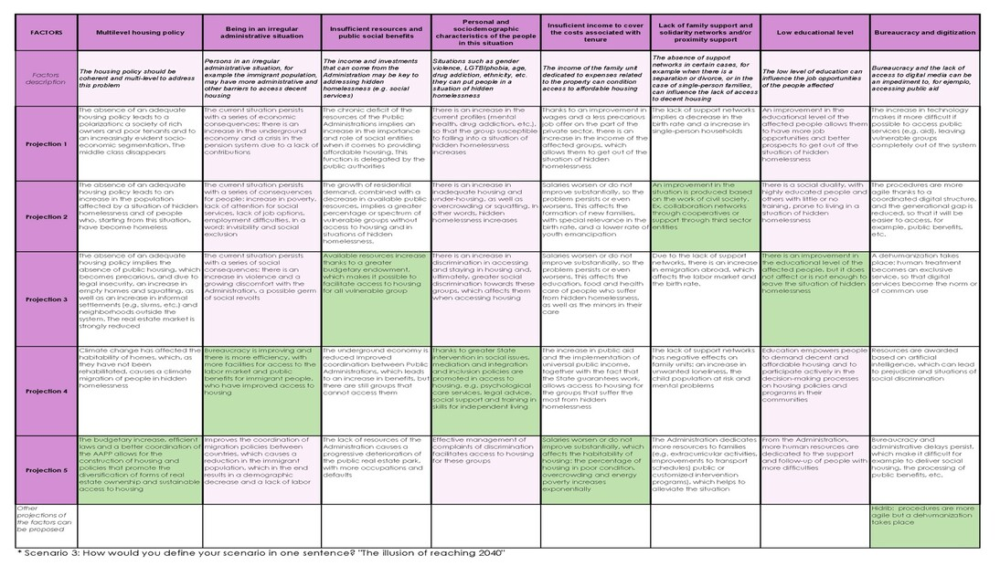 FACTORS
Multilevel housing policy
Being in an irregular
administrative situation
Insufficient resources and
public social benefits
Personal and
sociodemographic
characteristics of the people
in this situation
Insufficient income to cover
the costs associated with
tenure
Lack of family support and
solidarity networks and/or
proximity support
Low educational level
Bureaucracy and digitization
Factors
description
The housing policy should be
coherent and multi-level to address
this problem
Persons in an irregular
administrative situation, for
example the immigrant population,
may have more administrative and
other barriers to access decent
housing
The income and investments
that can come from the
Administration may be key to
addressing hidden
homelessness (e.g. social
services)
Situations such as gender
violence, LGTBIphobia, age,
drug addiction, ethnicity, etc.
they can put people in a
situation of hidden
homelessness
The income of the family unit
dedicated to expenses related
to the property can condition
access to affordable housing
The absence of support
networks in certain cases, for
example when there is a
separation or divorce, or in the
case of single-person families,
can influence the lack of access
to decent housing
The low level of education can
influence the job opportunities
of the people affected
Bureaucracy and the lack of
access to digital media can be
an impediment to, for ejemplo,
accessing public aid
Projection 1
The absence of an adequate
housing policy leads to a
polarization: a society of rich
owners and poor tenants and to
an increasingly evident socio-
economic segmentation. The
middle class disappears
The current situation persists
with a series of economic
consequences: there is an
increase in the underground
economy and a crisis in the
pension system due to a lack of
contributions
The chronic deficit of the
resources of the Public
Administrations implies an
increase in the importance
and role of social entities
when it comes to providing
affordable housing. This
function is delegated by the
public authorities
There is an increase in the
current profiles (mental
health, drug addiction, etc.),
so that the group susceptible
to falling into a situation of
hidden homelessness
increases
Thanks to an improvement in
wages and a less precarious
job offer on the part of the
private sector, there is an
increase in the income of the
affected groups, which
allows them to get out of the
situation of hidden
homelessness
The lack of support networks
implies a decrease in the
birth rate and a increase in
single-person households
An improvement in the
educational level of the
affected people allows them
to have more job
opportunities and better
prospects to get out of the
situation of hidden
homelessness
The increase in technology
makes it more difficult if
possible to access public
services (e.g. aid), leaving
vulnerable groups
completely out of the system
Projection 2
The absence of an adequate
housing policy leads to an
increase in the population
affected by a situation of hidden
homelessness and of people
who, starting from this situation,
have become homeless
The current situation persists
with a series of consequences
for people: increase in poverty,
lack of attention for social
services, lack of job options,
employment difficulties. In a
word: invisibility and social
exclusion
The growth of residential
demand, combined with a
decrease in available public
resources, implies a greater
percentage or spectrum of
vulnerable groups without
access to housing and in
situations of hidden
homelessness.
There is an increase in
inadequate housing and
under-housing, as well as
overcrowding or squatting. In
other words, hidden
homelessness increases
Salaries worsen or do not
improve substantially, so the
problem persists or even
worsens. This affects the
formation of new families,
with special relevance in the
birth rate, and a lower rate of
youth emancipation
An improvement in the
situation is produced based
on the work of civil society.
Ex. collaboration networks
through cooperatives or
support through third sector
entities
There is a social duality, with
highly educated people and
others with little or no
training, prone to living in a
situation of hidden
homelessness
The procedures are more
agile thanks to a
coordinated digital structure,
and the generational gap is
reduced, so that it will be
easier to access, for
example, public benefits,
etc.
Projection 3
The absence of an adequate
housing policy implies the
absence of public housing, which
becomes precarious, and due to
legal insecurity, an increase in
empty homes and squatting, as
well as an increase in informal
settlements (e.g. slums, etc.) and
neighborhoods outside the
system. The real estate market is
strongly reduced
The current situation persists
with a series of social
consequences: there is an
increase in violence and a
growing discomfort with the
Administration, a possible germ
of social revolts
Available resources increase
thanks to a greater
budgetary endowment,
which makes it possible to
facilitate access to housing
for all vulnerable group
There is an increase in
discrimination in accessing
and staying in housing and,
ultimately, greater social
discrimination towards these
groups, which affects them
when accessing housing
Salaries worsen or do not
improve substantially, so the
problem persists or even
worsens. This affects the
education, food and health
care of people who suffer
from hidden homelessness,
as well as the minors in their
care
Due to the lack of support
networks, there is an increase
in emigration abroad, which
affects the labor market and
the birth rate.
There is an improvement in
the educational level of the
affected people, but it does
not affect or is not enough to
leave the situation of hidden
homelessness
A dehumanization takes
place: human treatment
becomes an exclusive
service, so that digital
services become the norm or
of common use
Projection 4
Climate change has affected the
habitability of homes, which, as
they have not been
rehabilitated, causes a climate
migration of people in hidden
homelessness
Bureaucracy is improving and
there is more efficiency, with
more facilities for access to the
labor market and public
benefits for immigrant people,
who have improved access to
housing
The underground economy is
reduced improved
coordination between Public
Administrations, which leads
to an increase in benefits, but
there are still groups that
cannot access them
Thanks to greater State
intervention in social issues,
mediation and integration
and inclusion policies are
promoted in access to
housing, e.g. psychological
care services, legal advice,
social support and training in
skills for independent living
The increase in public aid
and the implementation of
universal public income,
together with the fact that
the State guarantees work,
allows access to housing for
the groups that suffer the
most from hidden
homelessness
The lack of support networks
has negative effects on
family units: an increase in
unwanted loneliness, the
child population at risk and
mental problems
Education empowers people
to demand decent and
affordable housing and to
participate actively in the
decision-making processes
on housing policies and
programs in their
communities
Resources are awarded
based on artificial
intelligence, which can lead
to prejudice and situations of
social discrimination
Projection 5
The budgetary increase, efficient
laws and a better coordination of
the AAPP allows for the
construction of housing and
policies that promote the
diversification of forms of real
estate ownership and sustainable
access to housing
Improves the coordination of
migration policies between
countries, which causes a
reduction in the immigrant
population, which in the end
results in a demographic
decrease and a lack of labor
The lack of resources of the
Administration causes a
progressive deterioration of
the public real estate park,
with more occupations and
defaults
Effective management of
complaints of discrimination
facilitates access to housing
for these groups
Salaries worsen or do not
improve substantially, which
affects the habitability of
housing: the percentage of
housing in poor condition,
overcrowding and energy
poverty increases
exponentially
The Administration dedicates
more resources to families
(e.g. extracurricular activities,
improvements to transport
schedules) public or
customized intervention
programs), which helps to
alleviate the situation
From the Administration,
more human resources are
dedicated to the support
and follow-up of people with
more difficulties
Bureaucracy and
administrative delays persist,
which make it difficult for
example to deliver social
housing, the processing of
public benefits, etc.
Other
projections of
the factors can
be proposed
Hidrib: procedures are more
agile but a dehumanization
takes place
* Scenario 3: How would you define your scenario in one sentence? "The illusion of reaching 2040"